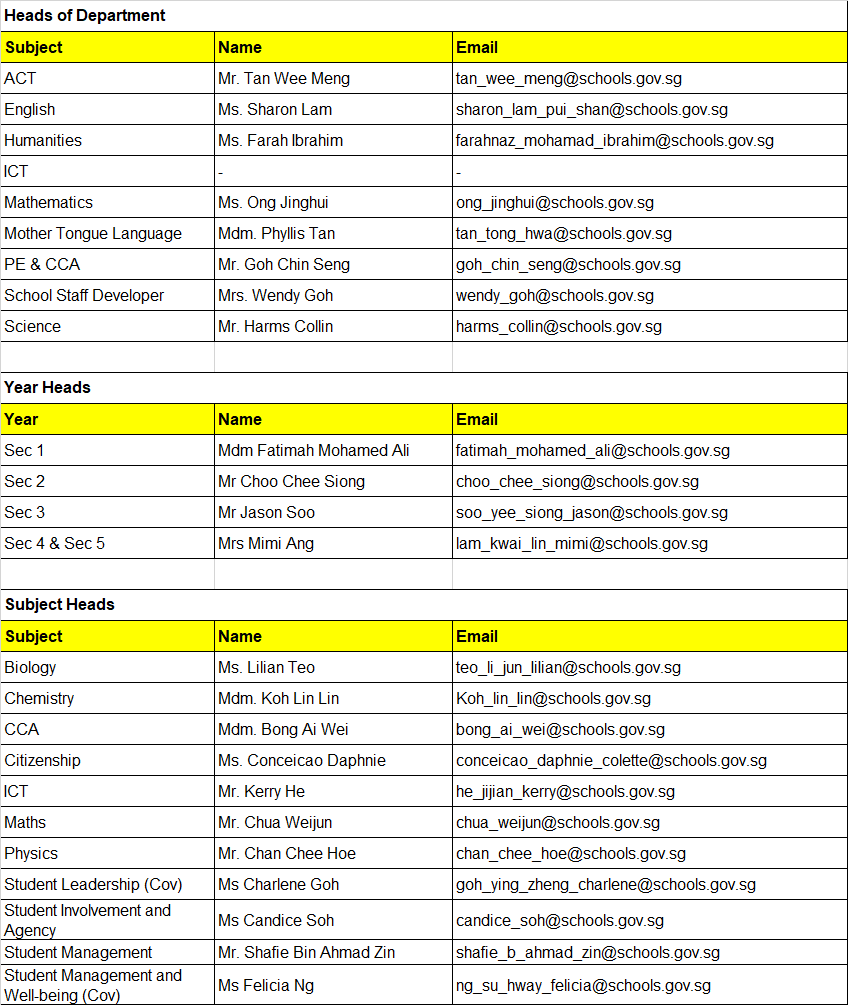 Heads of Department
Subject Name Email
ACT Mr. Tan Wee Meng tan_wee_meng@schools.gov.sg
English Ms. Sharon Lam sharon_lam_pui_shan@schools.gov.sg
Humanities Ms. Farah Ibrahim farahnaz_mohamad_ibrahim@schools.gov.sg
ICT - -
Mathematics Ms. Ong Jinghui ong_jinghui@schools.gov.sg
Mother Tongue Language Mdm. Phyllis Tan tan_tong_hwa@schools.gov.sg
PE & CCA Mr. Goh Chin Seng goh_chin_seng@schools.gov.sg
School Staff Developer Mrs. Wendy Goh wendy_goh@schools.gov.sg
Science Mr. Harms Collin harms_collin@schools.gov.sg
Year Heads
Year Name Email
Sec 1 Mdm Fatimah Mohamed Ali fatimah_mohamed_ali@schools.gov.sg
Sec 2 Mr Choo Chee Siong choo_chee_siong@schools.gov.sg
Sec 3 Mr Jason Soo soo_yee_siong_jason@schools.gov.sg
Sec 4 & Sec 5 Mrs Mimi Ang lam_kwai_lin_mimi@schools.gov.sg
Subject Heads
Subject Name Email
Biology Ms. Lilian Teo teo_li_jun_lilian@schools.gov.sg
Chemistry Mdm. Koh Lin Lin Koh_lin_lin@schools.gov.sg
CCA Mdm. Bong Ai Wei bong_ai_wei@schools.gov.sg
Citizenship Ms. Conceicao Daphnie conceicao_daphnie_colette@schools.gov.sg
ICT Mr. Kerry He he_jijian_kerry@schools.gov.sg
Maths Mr. Chua Weijun chua_weijun@schools.gov.sg
Physics Mr. Chan Chee Hoe chan_chee_hoe@schools.gov.sg
Student Leadership (Cov) Ms Charlene Goh goh_ying_zheng_charlene@schools.gov.sg
Student Involvement and
Agency Ms Candice Soh candice_soh@schools.gov.sg
Student Management Mr. Shafie Bin Ahmad Zin shafie_b_ahmad_zin@schools.gov.sg
Student Management and
Well-being (Cov) Ms Felicia Ng ng_su_hway_felicia@schools.gov.sg